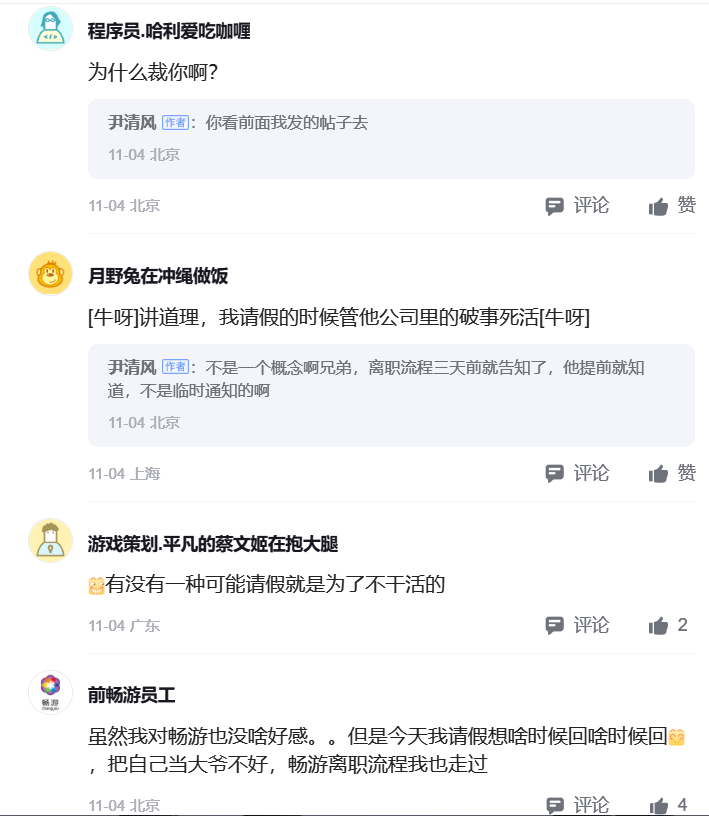 程序员.哈利爱吃咖喱
为什么裁你啊?
尹清风 作者: 你看前面我发的帖子去
11-04 北京
11-04 北京 评论 赞
月野兔在冲绳做饭
[牛呀]讲道理，我请假的时候管他公司里的破事死活[牛呀]
尹清风 作者: 不是一个概念啊兄弟，离职流程三天前就告知了，他提前就知
道，不是临时通知的啊
11-04 北京
11-04 上海 评论 赞
游戏策划.平凡的蔡文姬在抱大腿
有没有一种可能请假就是为了不干活的
11-04 广东 评论 2
畅游
changyou
前畅游员工
虽然我对畅游也没啥好感。。但是今天我请假想啥时候回啥时候回
，把自己当大爷不好，畅游离职流程我也走过
11-04 北京 评论 4